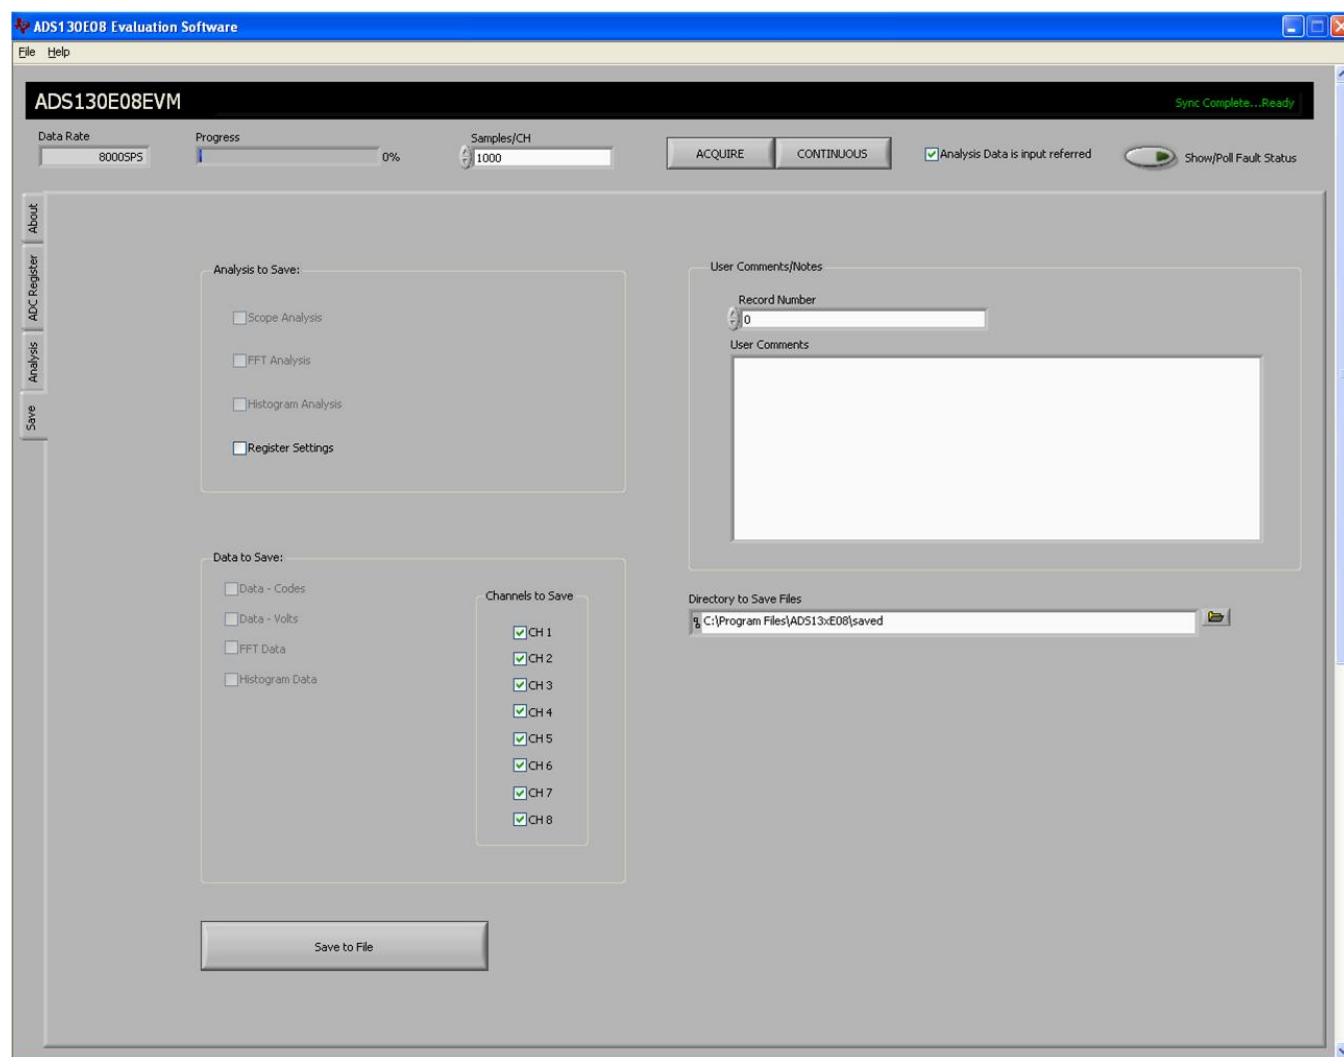 ADS130E08 Evaluation Software
File Help
ADS130E08EVM
Sync Complete...Ready
Data Rate
8000SPS
Progress
0%
Samples/CH
1000
ACQUIRE
CONTINUOUS
Analysis Data is input referred
Show/Poll Fault Status
About
ADC Register
Analysis
Save
Analysis to Save:
Scope Analysis
FFT Analysis
Histogram Analysis
Register Settings
Data to Save:
Data - Codes
Data - Volts
FFT Data
Histogram Data
Channels to Save
CH 1
CH 2
CH 3
CH 4
CH 5
CH 6
CH 7
CH 8
Save to File
User Comments/Notes
Record Number
0
User Comments
Directory to Save Files
C:\Program Files\ADS13xE08\saved